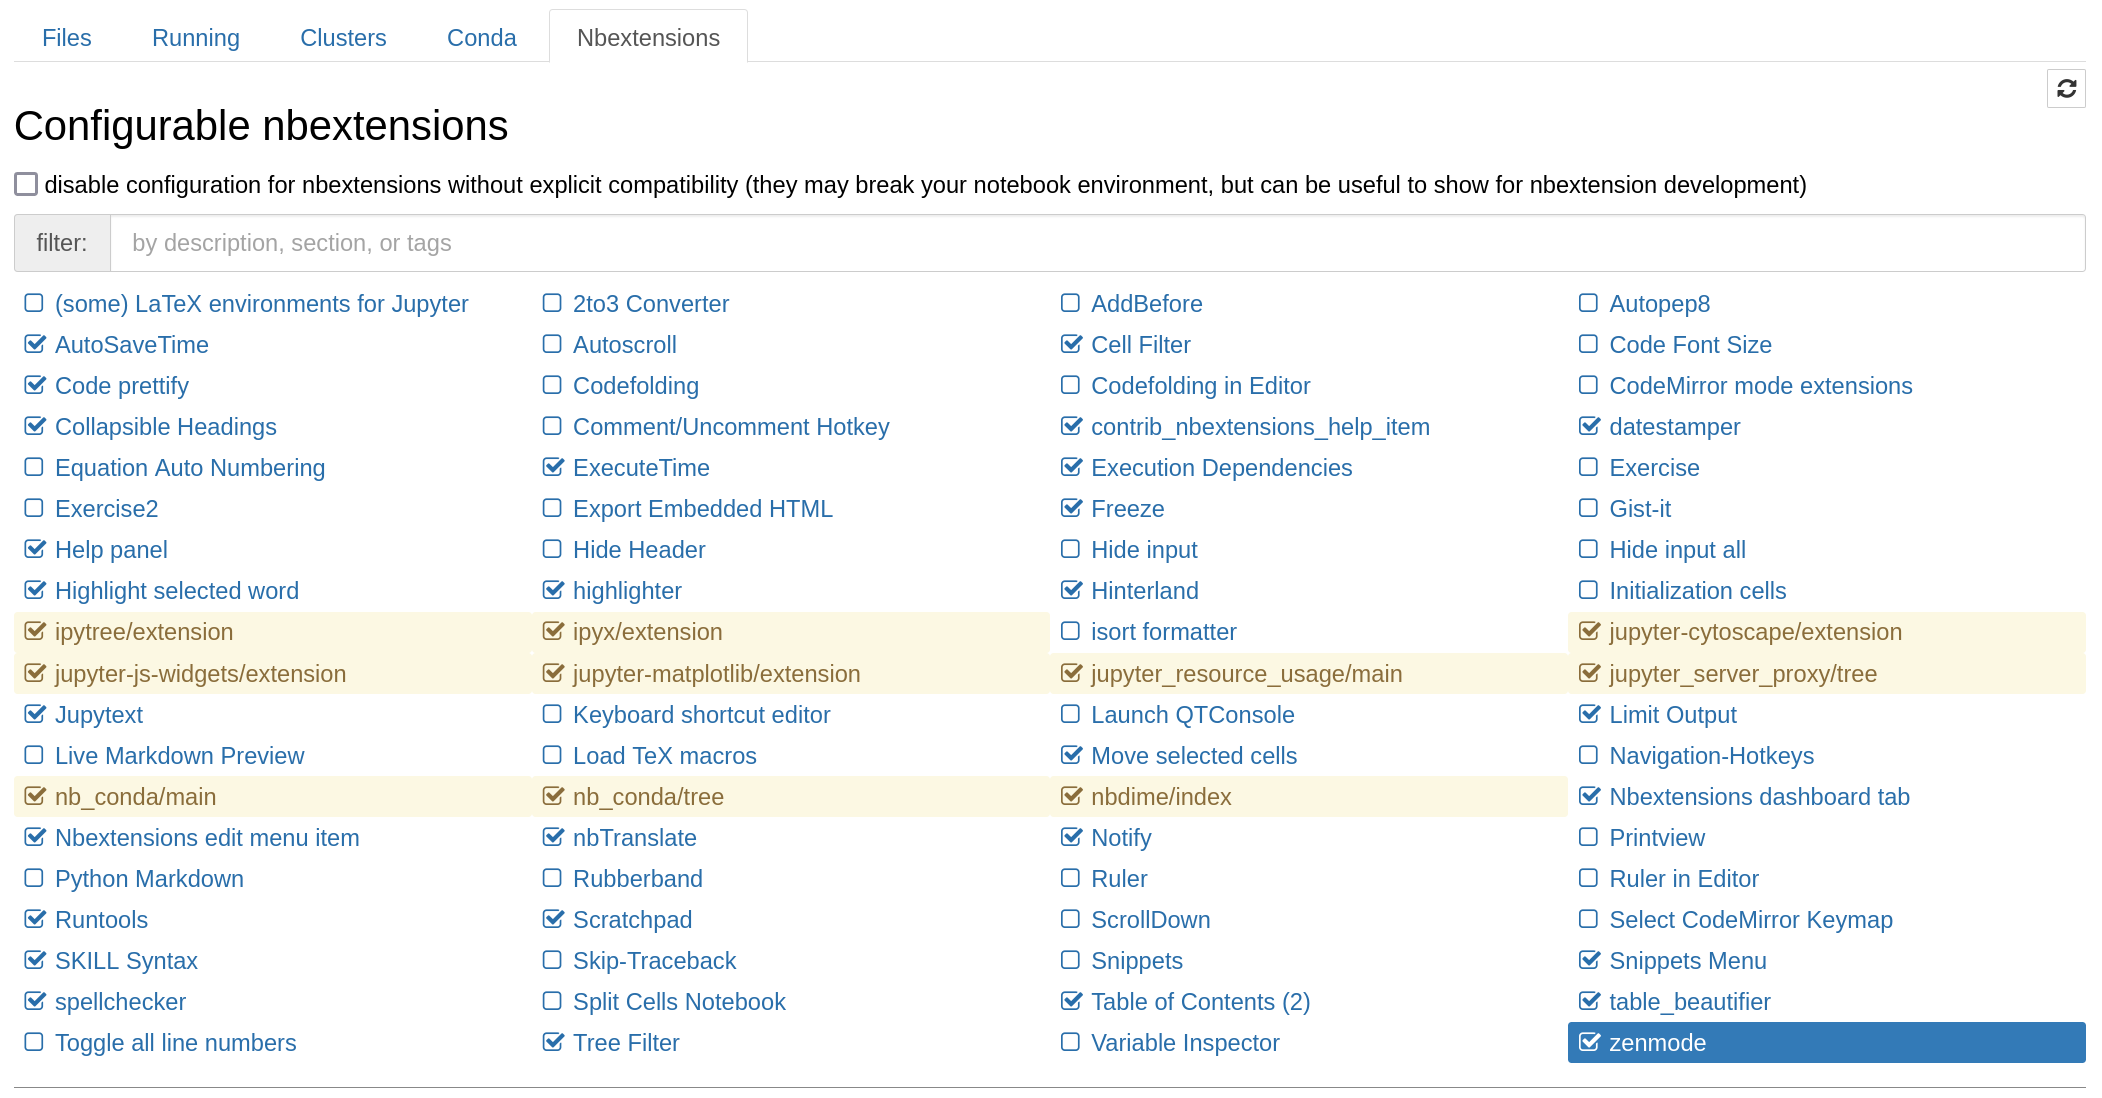 Files Running Clusters Conda Nbextensions
Configurable nbextensions
disable configuration for nbextensions without explicit compatibility (they may break your notebook environment, but can be useful to show for nbextension development)
filter: by description, section, or tags
(some) LaTeX environments for Jupyter 2to3 Converter AddBefore Autopep8
AutoSaveTime Autoscroll Cell Filter Code Font Size
Code prettify Codefolding Codefolding in Editor CodeMirror mode extensions
Collapsible Headings Comment/Uncomment Hotkey contrib_nbextensions_help_item datestamper
Equation Auto Numbering ExecuteTime Execution Dependencies Exercise
Exercise2 Export Embedded HTML Freeze Gist-it
Help panel Hide Header Hide input Hide input all
Highlight selected word highlighter Hinterland Initialization cells
ipytree/extension ipyx/extension isort formatter jupyter-cytoscape/extension
jupyter-js-widgets/extension jupyter-matplotlib/extension jupyter_resource_usage/main jupyter_server_proxy/tree
Jupytext Keyboard shortcut editor Launch QTConsole Limit Output
Live Markdown Preview Load TeX macros Move selected cells Navigation-Hotkeys
nb_conda/main nb_conda/tree nbdime/index Nbextensions dashboard tab
Nbextensions edit menu item nbTranslate Notify Printview
Python Markdown Rubberband Ruler Ruler in Editor
Runtools Scratchpad ScrollDown Select CodeMirror Keymap
SKILL Syntax Skip-Traceback Snippets Snippets Menu
spellchecker Split Cells Notebook Table of Contents (2) table_beautifier
Toggle all line numbers Tree Filter Variable Inspector zenmode